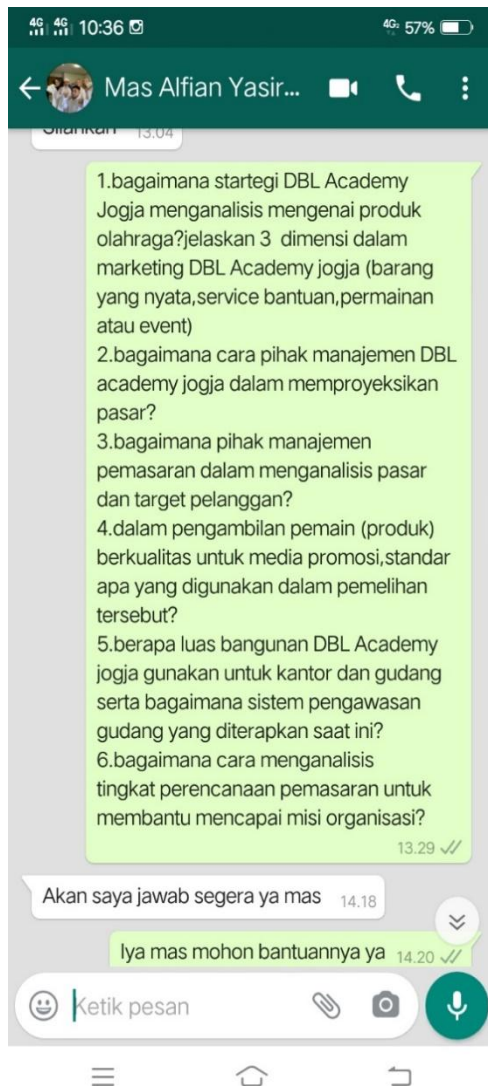 4G 4G 10:36 4G 57%
Mas Alfian Yasir...
Silahkan 13.04
1.bagaimana startegi DBL Academy
Jogja menganalisis mengenai produk
olahraga?jelaskan 3 dimensi dalam
marketing DBL Academy jogja (barang
yang nyata,service bantuan,permainan
atau event)
2.bagaimana cara pihak manajemen DBL
academy jogja dalam memproyeksikan
pasar?
3.bagaimana pihak manajemen
pemasaran dalam menganalisis pasar
dan target pelanggan?
4.dalam pengambilan pemain (produk)
berkualitas untuk media promosi,standar
apa yang digunakan dalam pemelihan
tersebut?
5.berapa luas bangunan DBL Academy
jogja gunakan untuk kantor dan gudang
serta bagaimana sistem pengawasan
gudang yang diterapkan saat ini?
6.bagaimana cara menganalisis
tingkat perencanaan pemasaran untuk
membantu mencapai misi organisasi?
13.29
Akan saya jawab segera ya mas 14.18
Iya mas mohon bantuannya ya 14.20
Ketik pesan